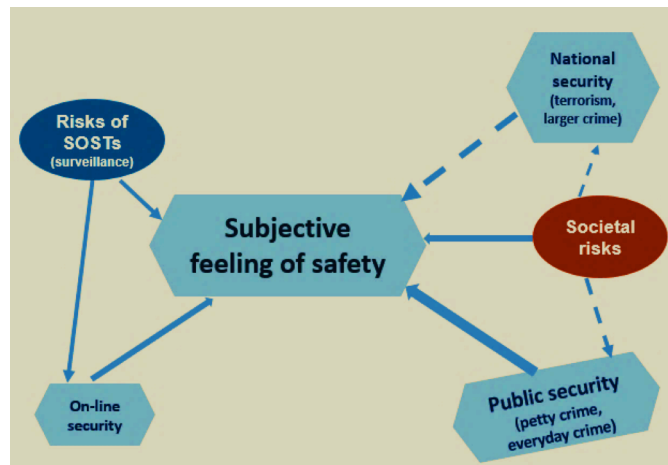 National
security
(terrorism,
larger crime)
Risks of
SOSTs
(surveillance)
Subjective
feeling of safety
Societal
risks
On-line
security
Public security
(petty crime,
everyday crime)